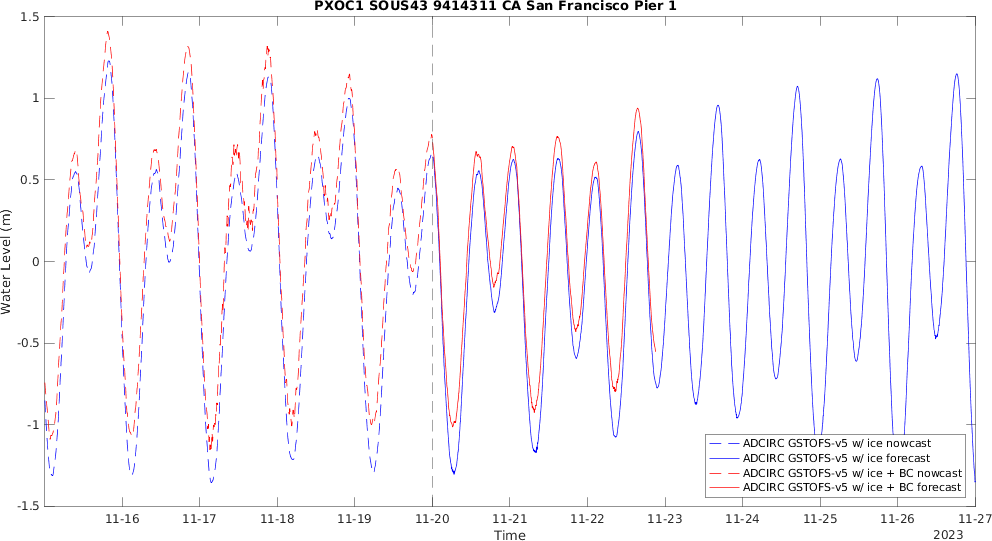 PXOC1 SOUS43 9414311 CA San Francisco Pier 1
Water Level (m)
1.5
1
0.5
0
-0.5
-1
-1.5
11-16
11-17
11-18
11-19
11-20
11-21
11-22
11-23
11-24
11-25
11-26
11-27
Time
2023
ADCIRC GSTOFS-v5 w/ ice nowcast
ADCIRC GSTOFS-v5 w/ ice forecast
ADCIRC GSTOFS-v5 w/ ice + BC nowcast
ADCIRC GSTOFS-v5 w/ ice + BC forecast